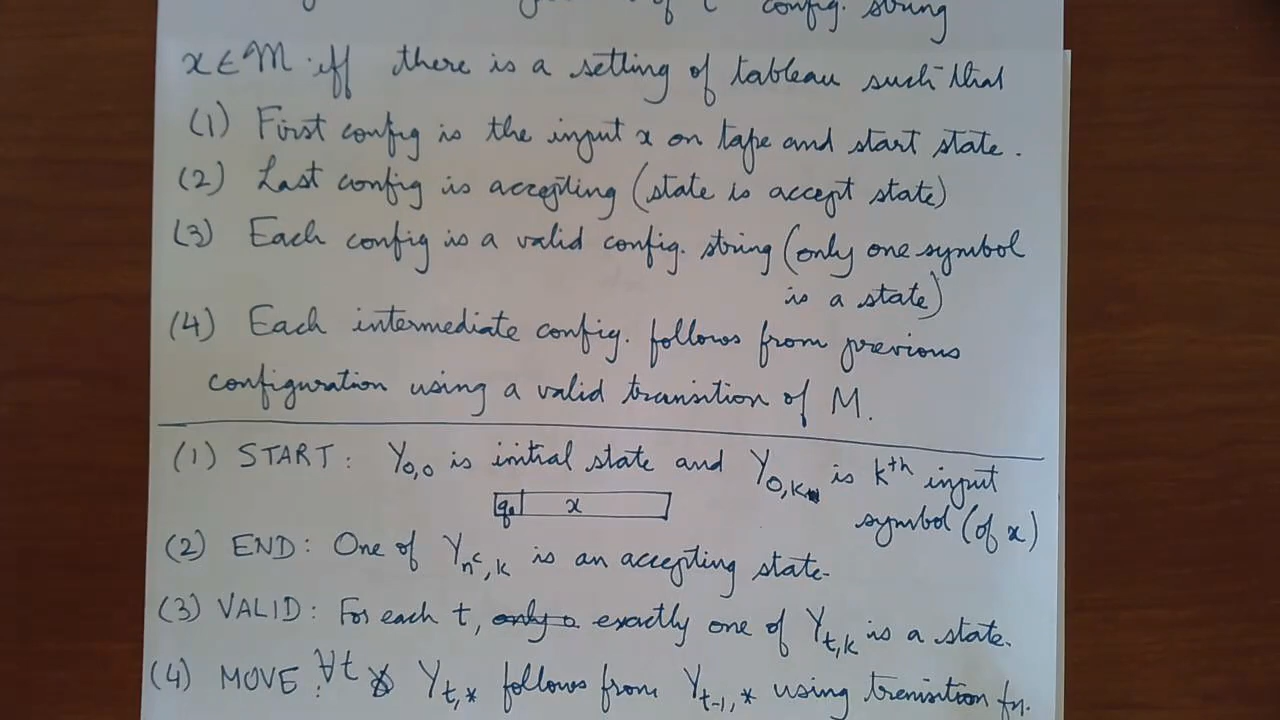 config. string
x ∈ M iff there is a setting of tableau such that
(1) First config is the input x on tape and start state.
(2) Last config is accepting (state is accept state)
(3) Each config is a valid config. string (only one symbol
is a state)
(4) Each intermediate config. follows from previous
configuration using a valid transition of M.
(1) START: Y0,0 is initial state and Y0,k is kth input
q0 x
symbol (of x)
(2) END: One of Yn^c,k is an accepting state.
(3) VALID: For each t, exactly one of Yt,k is a state.
(4) MOVE: ∀t Yt,* follows from Yt-1,* using transition fn.